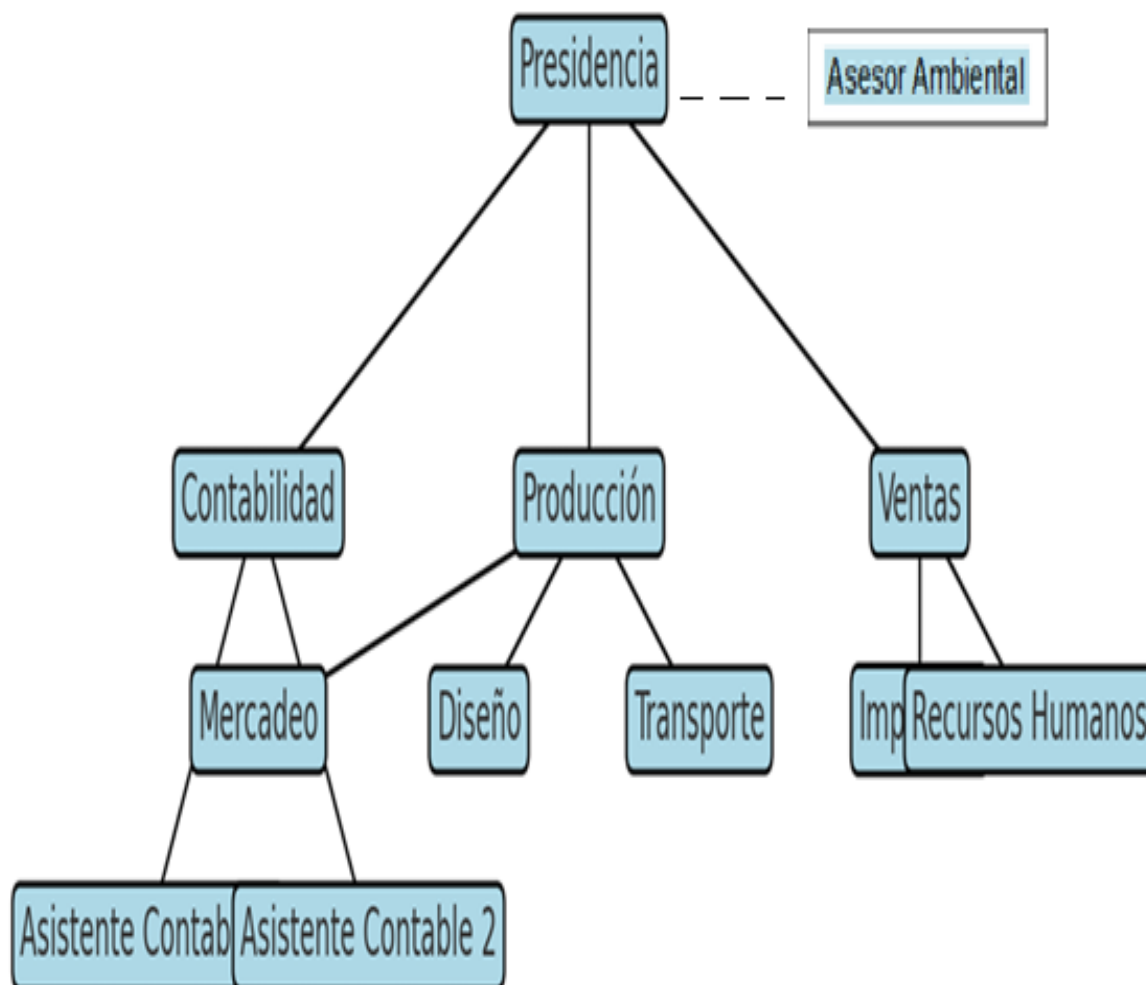 Presidencia
Asesor Ambiental
Contabilidad
Producción
Ventas
Mercadeo
Diseño
Transporte
Imp
Recursos Humanos
Asistente Contab
Asistente Contable 2